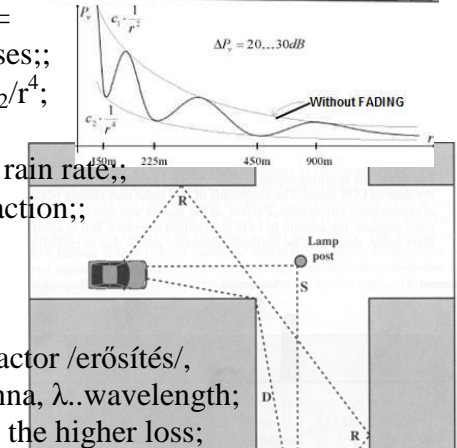 =
ses;;
₂/r⁴;
rain rate;;
action;;
actor /erősítés/,
nna, λ..wavelength;
the higher loss;
c₁·1/r²
ΔPᵥ = 20...30dB
Without FADING
c₂·1/r⁴
r
150m 225m 450m 900m
R
Lamp
post
S
D
R